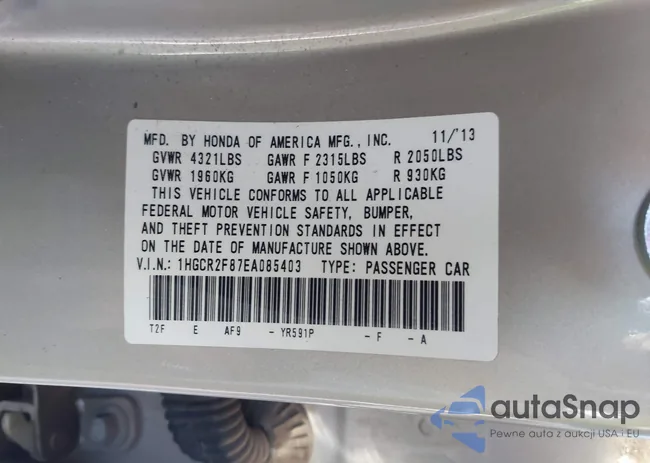 MFD. BY HONDA OF AMERICA MFG., INC. 11/'13
GVWR 4321LBS GAWR F 2315LBS R 2050LBS
GVWR 1960KG GAWR F 1050KG R 930KG
THIS VEHICLE CONFORMS TO ALL APPLICABLE
FEDERAL MOTOR VEHICLE SAFETY, BUMPER,
AND THEFT PREVENTION STANDARDS IN EFFECT
ON THE DATE OF MANUFACTURE SHOWN ABOVE.
V.I.N.: 1HGCR2F87EA085403 TYPE: PASSENGER CAR
T2F E AF9 - YR591P - F - A
autaSnap
Pewne auta z aukcji USA i EU